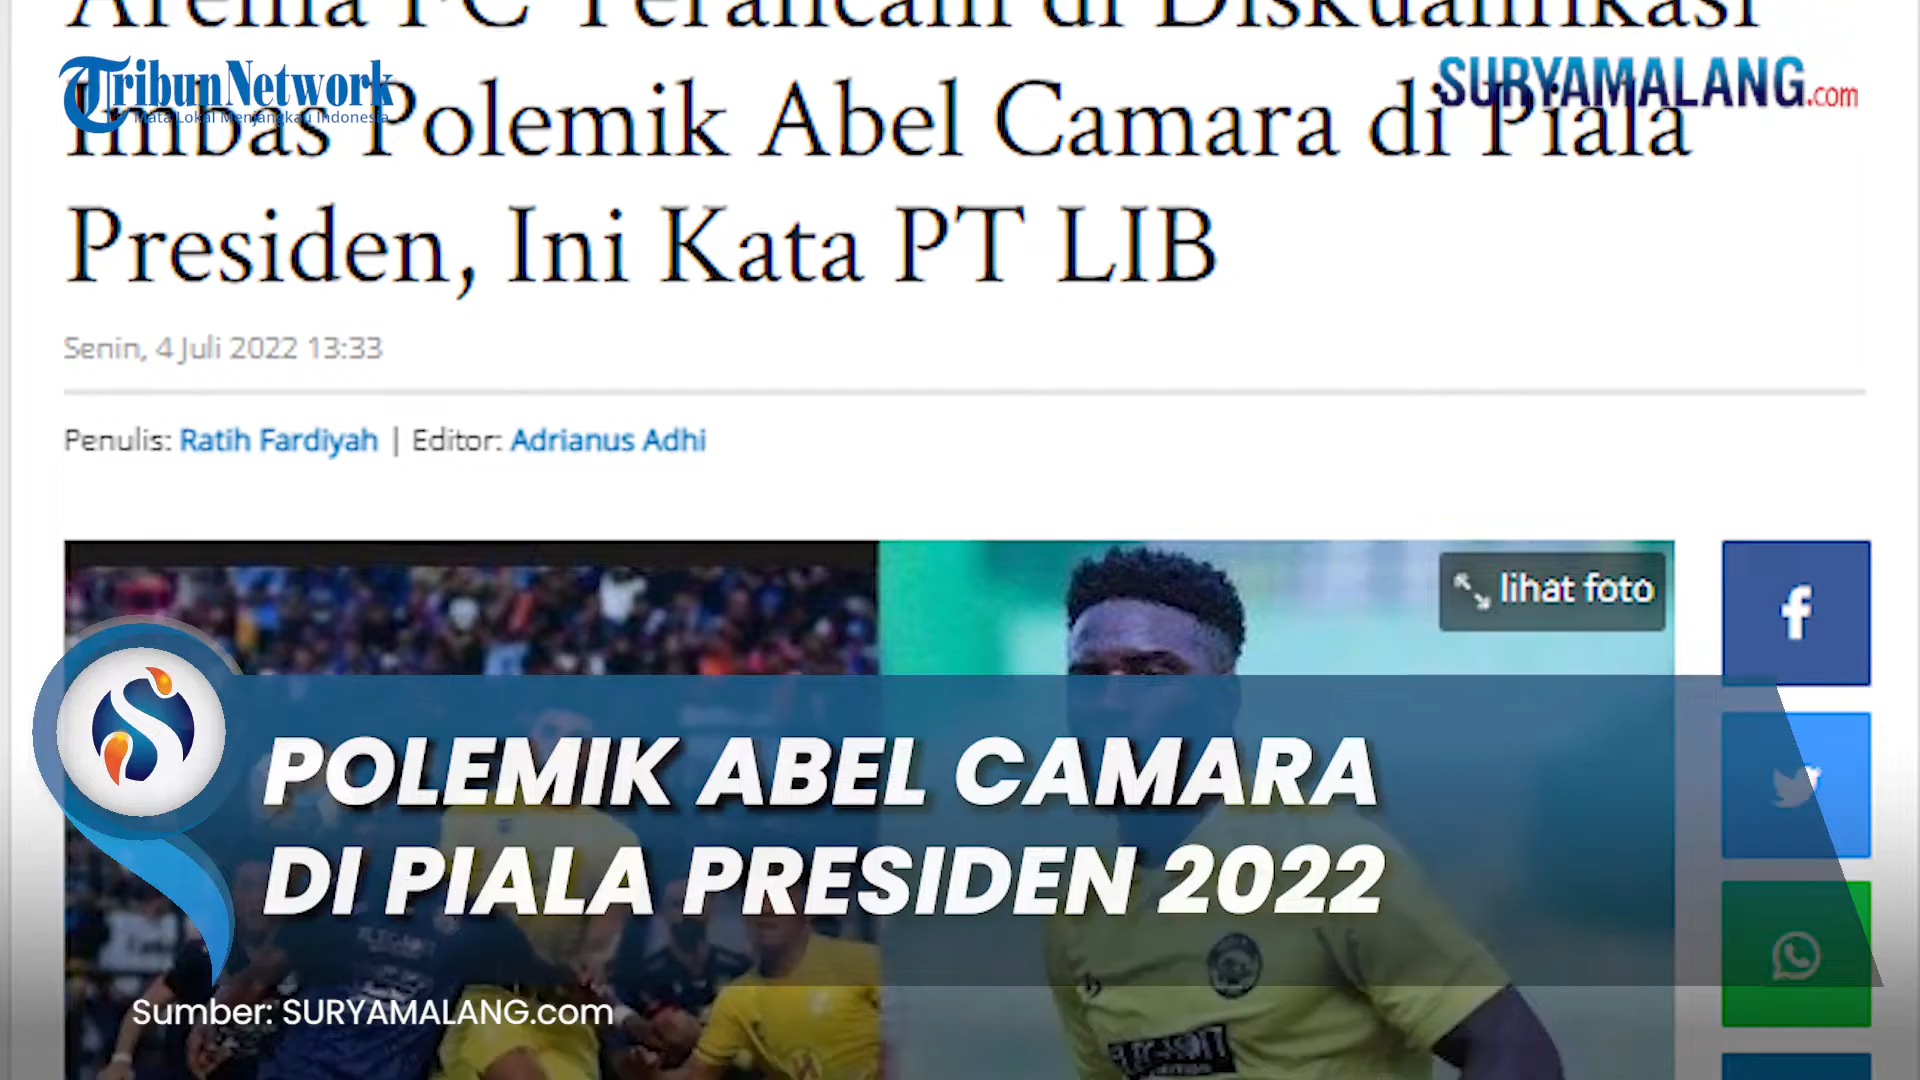 Arema FC Terancam di Diskualifikasi
TribunNetwork
Mata Lokal Menjangkau Indonesia
SURYAMALANG.com
Imbas Polemik Abel Camara di Piala
Presiden, Ini Kata PT LIB
Senin, 4 Juli 2022 13:33
Penulis: Ratih Fardiyah | Editor: Adrianus Adhi
lihat foto
POLEMIK ABEL CAMARA
DI PIALA PRESIDEN 2022
Sumber: SURYAMALANG.com